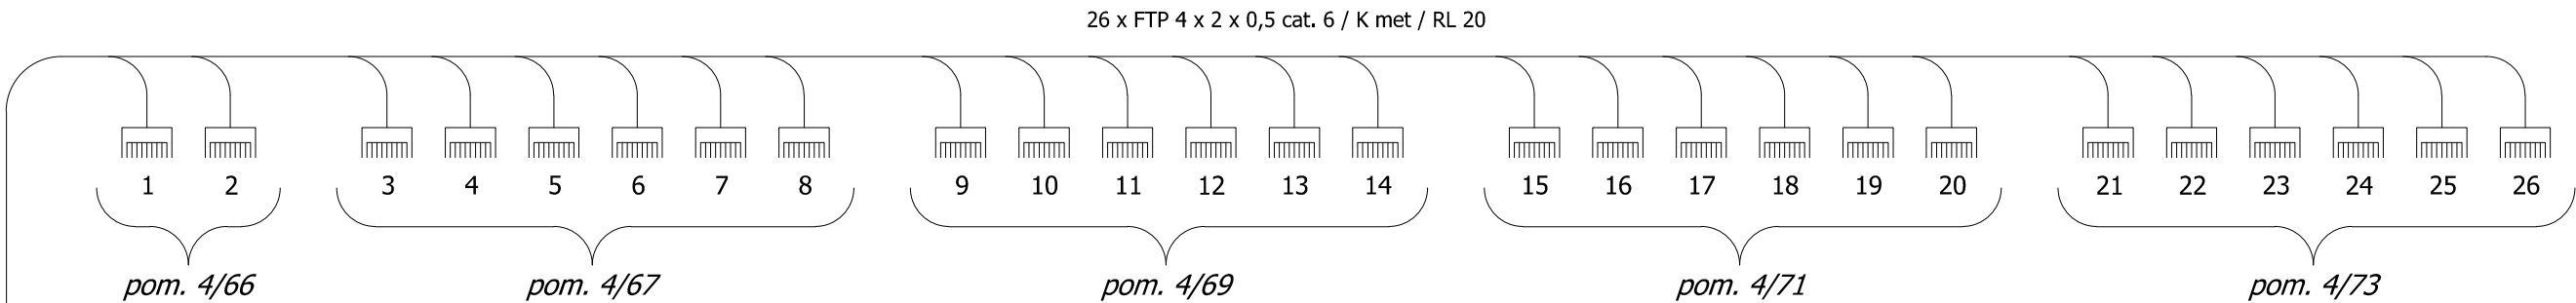 26 x FTP 4 x 2 x 0,5 cat. 6 / K met / RL 20
1 2 3 4 5 6 7 8 9 10 11 12 13 14 15 16 17 18 19 20 21 22 23 24 25 26
pom. 4/66 pom. 4/67 pom. 4/69 pom. 4/71 pom. 4/73